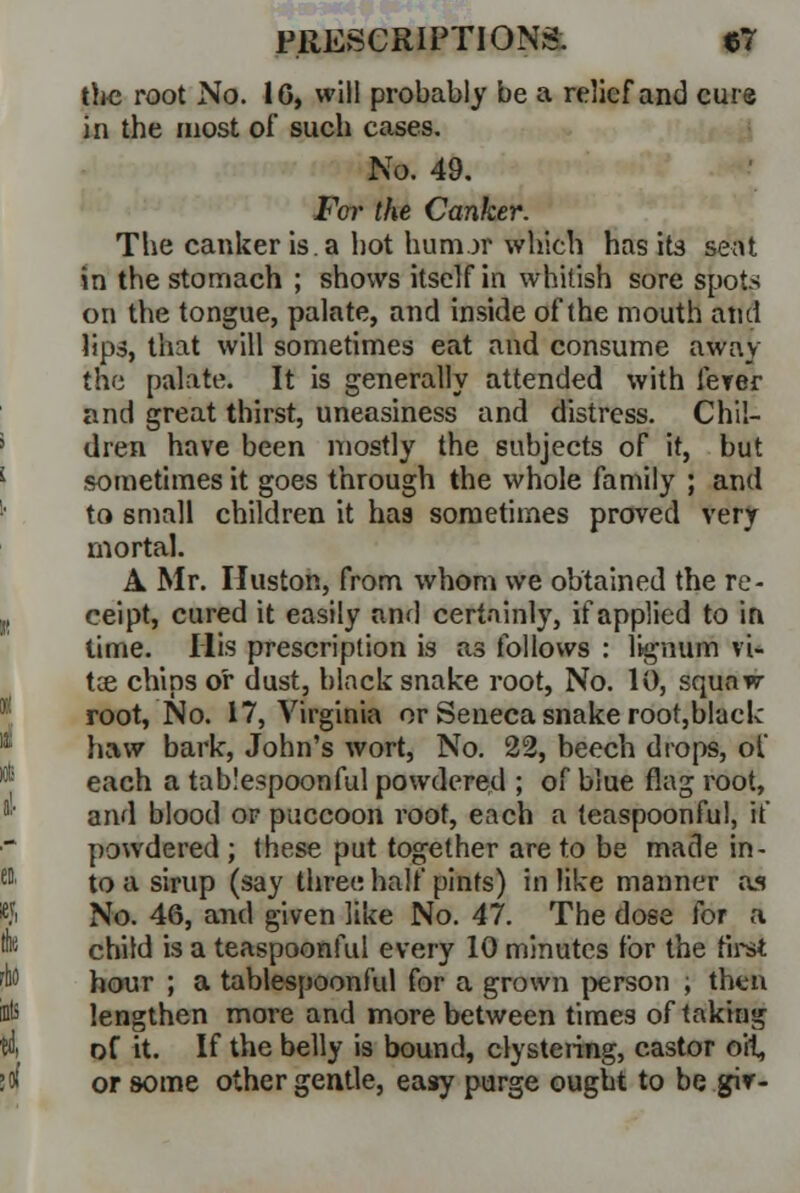 PRESCRIPTIONS. 67
the root No. 16, will probably be a relief and cure
in the most of such cases.
No. 49.
For the Canker.
The canker is a hot humor which has its seat
in the stomach ; shows itself in whitish sore spots
on the tongue, palate, and inside of the mouth and
lips, that will sometimes eat and consume away
the palate. It is generally attended with fever
and great thirst, uneasiness and distress. Chil-
dren have been mostly the subjects of it, but
sometimes it goes through the whole family ; and
to small children it has sometimes proved very
mortal.
A Mr. Huston, from whom we obtained the re-
ceipt, cured it easily and certainly, if applied to in
time. His prescription is as follows : lignum vi-
tæ chips or dust, black snake root, No. 10, squaw
root, No. 17, Virginia or Seneca snake root,black
haw bark, John's wort, No. 22, beech drops, of
each a tablespoonful powdered ; of blue flag root,
and blood or puccoon root, each a teaspoonful, if
powdered ; these put together are to be made in-
to a sirup (say three half pints) in like manner as
No. 46, and given like No. 47. The dose for a
child is a teaspoonful every 10 minutes for the first
hour ; a tablespoonful for a grown person ; then
lengthen more and more between times of taking
of it. If the belly is bound, clystering, castor oil,
or some other gentle, easy purge ought to be giv-